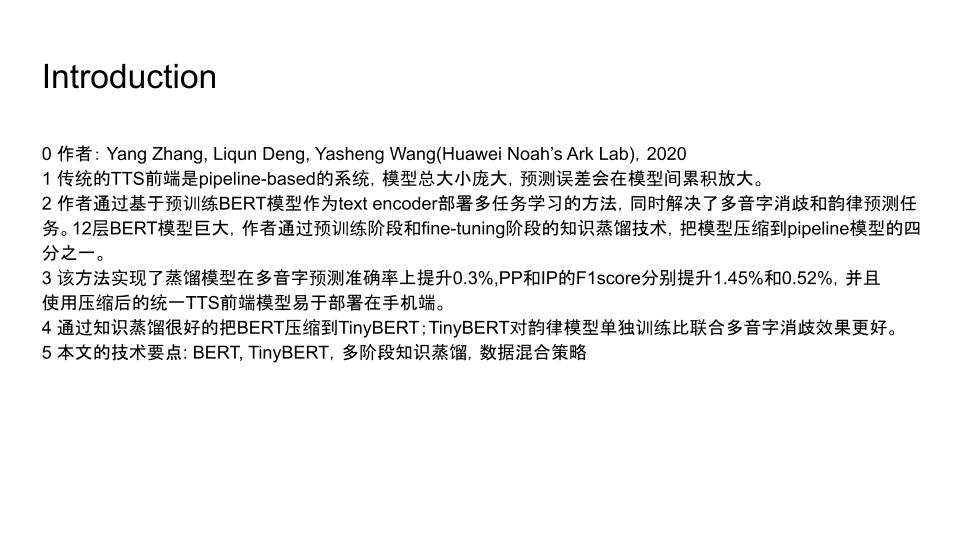 Introduction
0 作者：Yang Zhang, Liqun Deng, Yasheng Wang(Huawei Noah’s Ark Lab)，2020
1 传统的TTS前端是pipeline-based的系统，模型总大小庞大，预测误差会在模型间累积放大。
2 作者通过基于预训练BERT模型作为text encoder部署多任务学习的方法，同时解决了多音字消歧和韵律预测任
务。12层BERT模型巨大，作者通过预训练阶段和fine-tuning阶段的知识蒸馏技术，把模型压缩到pipeline模型的四
分之一。
3 该方法实现了蒸馏模型在多音字预测准确率上提升0.3%,PP和IP的F1score分别提升1.45%和0.52%，并且
使用压缩后的统一TTS前端模型易于部署在手机端。
4 通过知识蒸馏很好的把BERT压缩到TinyBERT；TinyBERT对韵律模型单独训练比联合多音字消歧效果更好。
5 本文的技术要点: BERT, TinyBERT，多阶段知识蒸馏，数据混合策略